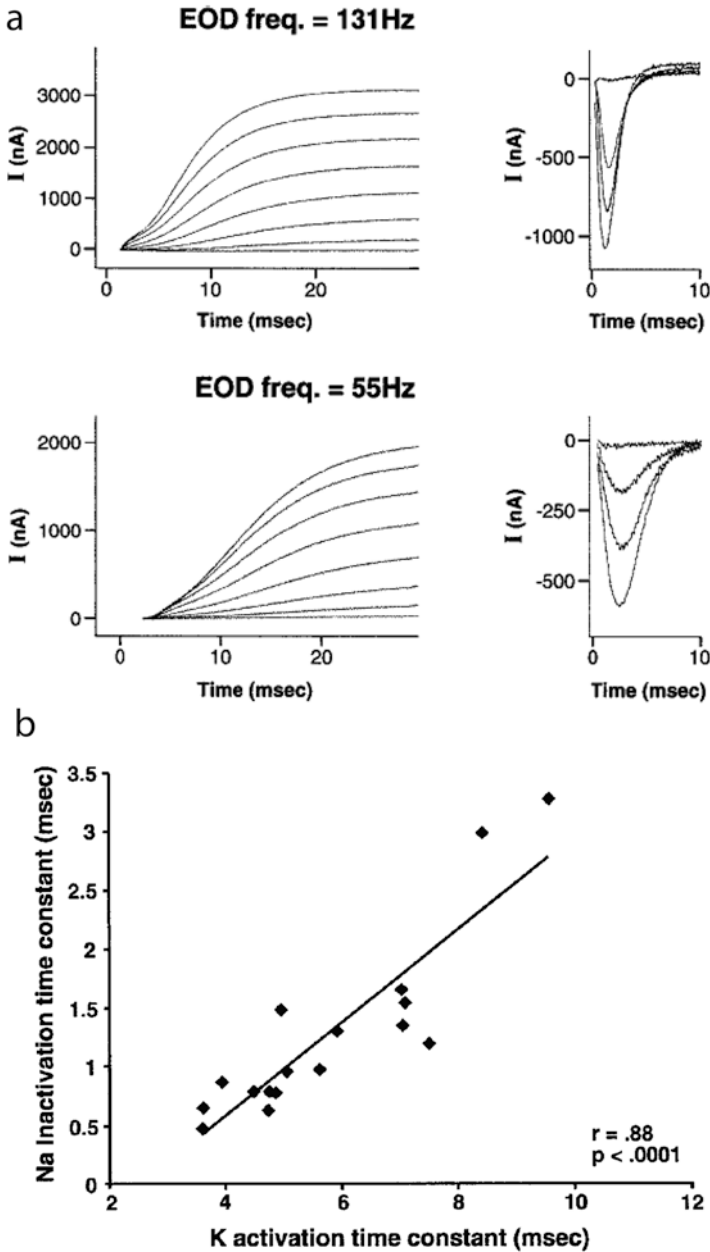 a
EOD freq. = 131Hz
I (nA)
3000
2000
1000
0
0
10
20
Time (msec)
I (nA)
0
-500
-1000
0
10
Time (msec)
EOD freq. = 55Hz
I (nA)
2000
1000
0
0
10
20
Time (msec)
I (nA)
0
-250
-500
0
10
Time (msec)
b
Na Inactivation time constant (msec)
3.5
3
2.5
2
1.5
1
0.5
0
2
4
6
8
10
12
r = .88
p < .0001
K activation time constant (msec)